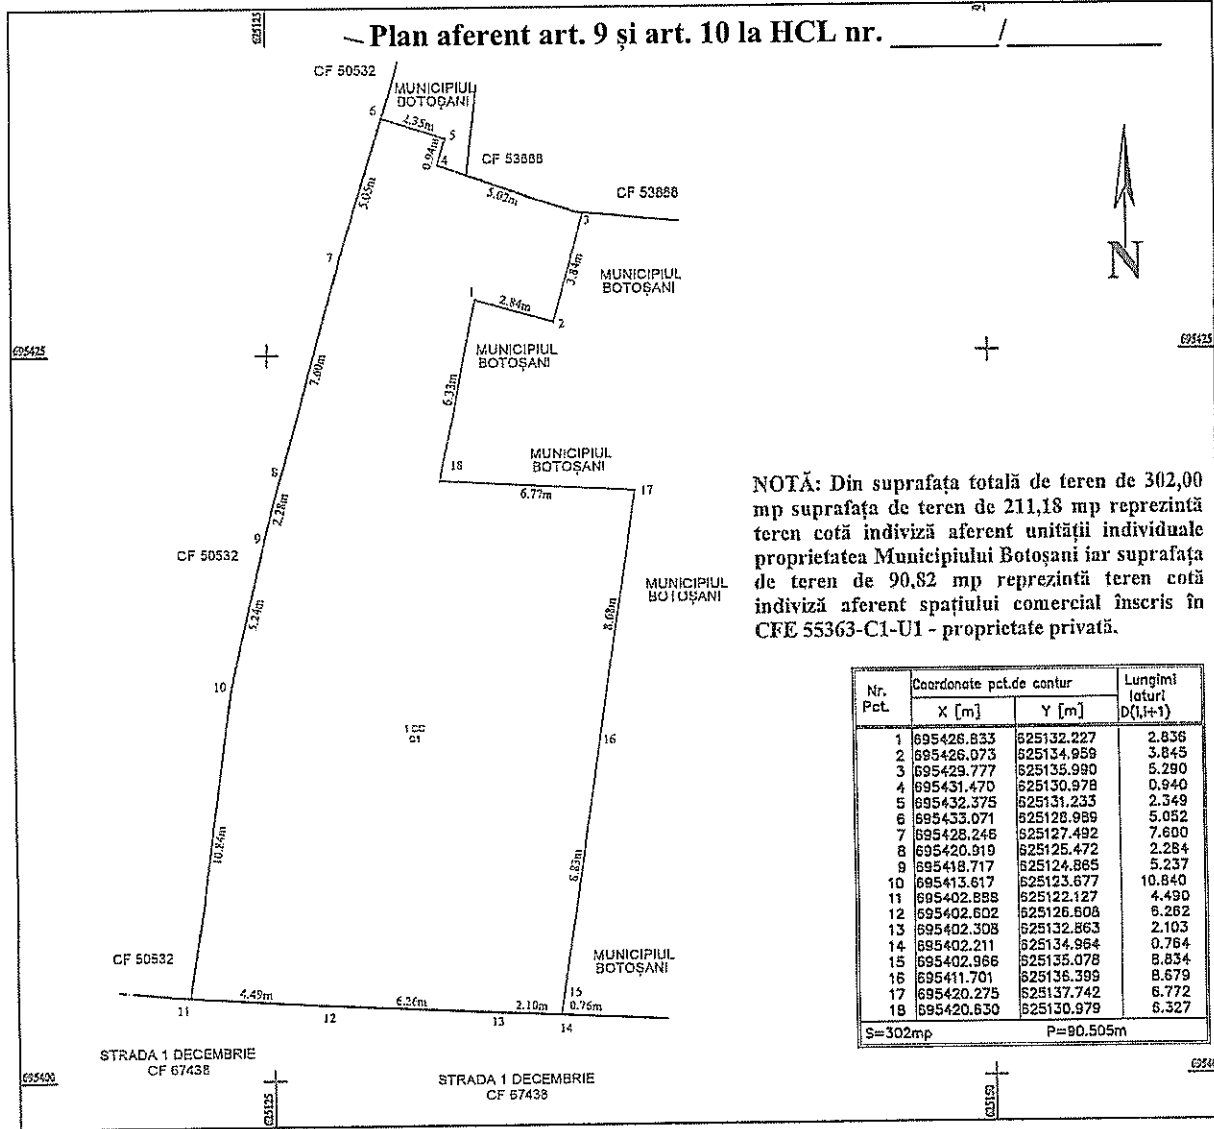 625125
Plan aferent art. 9 și art. 10 la HCL nr. ________/___________
CF 50532
MUNICIPIUL
BOTOȘANI
6
2.35m
5
0.94m
4
CF 53888
5.02m
CF 53888
3
5.05m
7
3.84m
MUNICIPIUL
BOTOȘANI
N
1
2.84m
2
695425
695425
MUNICIPIUL
BOTOȘANI
7.60m
6.33m
8
18
MUNICIPIUL
BOTOȘANI
6.77m
17
2.28m
9
CF 50532
NOTĂ: Din suprafața totală de teren de 302,00
mp suprafața de teren de 211,18 mp reprezintă
teren cotă indiviză aferent unității individuale
proprietatea Municipiului Botoșani iar suprafața
de teren de 90,82 mp reprezintă teren cotă
indiviză aferent spațiului comercial înscris în
CFE 55363-C1-U1 - proprietate privată.
MUNICIPIUL
BOTOȘANI
5.24m
8.68m
10
16
10.84m
8.83m
Nr. Pct. Coordonate pct.de contur Lungimi laturi
X [m] Y [m] D(i,i+1)
1 695426.833 625132.227 2.836
2 695426.073 625134.959 3.845
3 695429.777 625135.990 5.290
4 695431.470 625130.978 0.940
5 695432.375 625131.233 2.349
6 695433.071 625128.989 5.052
7 695428.246 625127.492 7.600
8 695420.919 625125.472 2.284
9 695418.717 625124.865 5.237
10 695413.617 625123.677 10.840
11 695402.888 625122.127 4.490
12 695402.602 625126.608 6.262
13 695402.308 625132.863 2.103
14 695402.211 625134.964 0.764
15 695402.966 625135.078 8.834
16 695411.701 625136.399 8.679
17 695420.275 625137.742 6.772
18 695420.630 625130.979 6.327
S=302mp P=90.505m
CF 50532
MUNICIPIUL
BOTOȘANI
11
4.49m
12
6.26m
13
2.10m
14
15
0.76m
STRADA 1 DECEMBRIE
CF 67438
STRADA 1 DECEMBRIE
CF 67438
695400
625125
625150